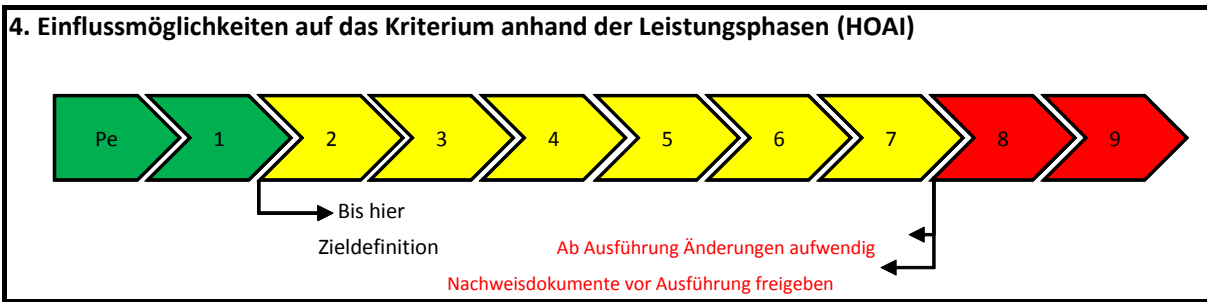 4. Einflussmöglichkeiten auf das Kriterium anhand der Leistungsphasen (HOAI)
Pe 1 2 3 4 5 6 7 8 9
Bis hier
Zieldefinition
Ab Ausführung Änderungen aufwendig
Nachweisdokumente vor Ausführung freigeben